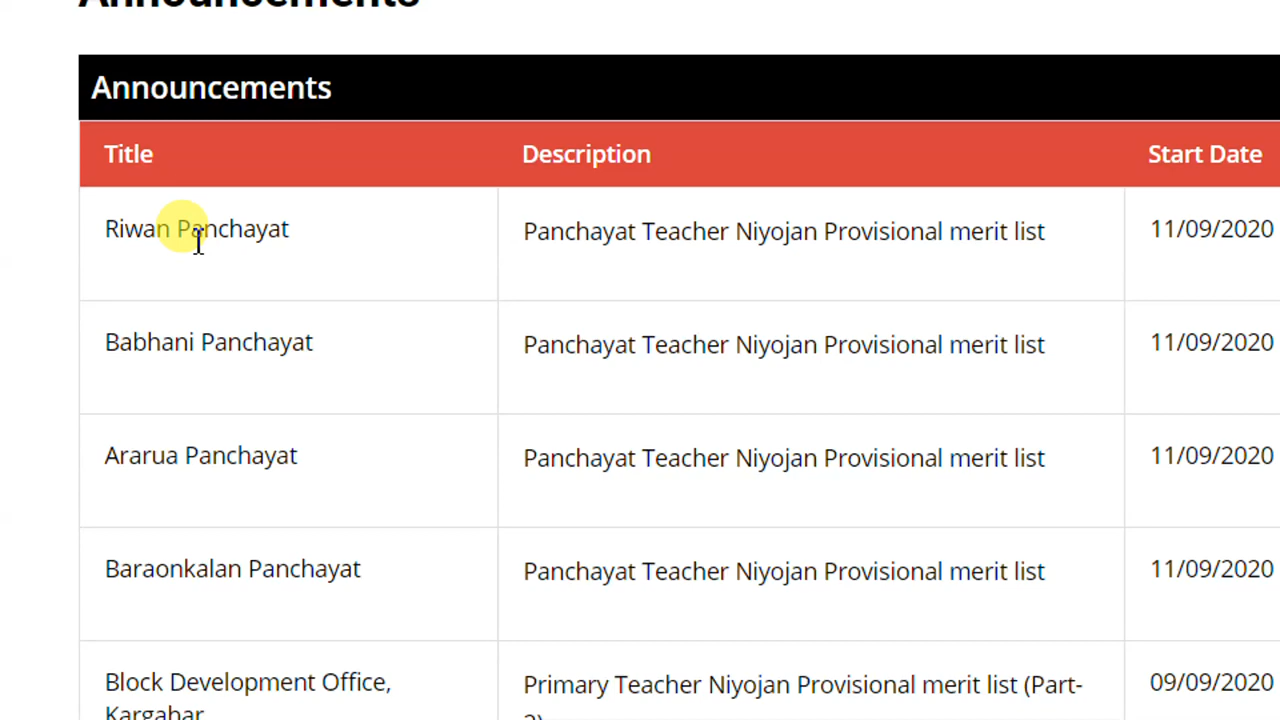 Announcements
Announcements
Title Description Start Date
Riwan Panchayat Panchayat Teacher Niyojan Provisional merit list 11/09/2020
Babhani Panchayat Panchayat Teacher Niyojan Provisional merit list 11/09/2020
Ararua Panchayat Panchayat Teacher Niyojan Provisional merit list 11/09/2020
Baraonkalan Panchayat Panchayat Teacher Niyojan Provisional merit list 11/09/2020
Block Development Office, Primary Teacher Niyojan Provisional merit list (Part- 09/09/2020
Kargahar 2)